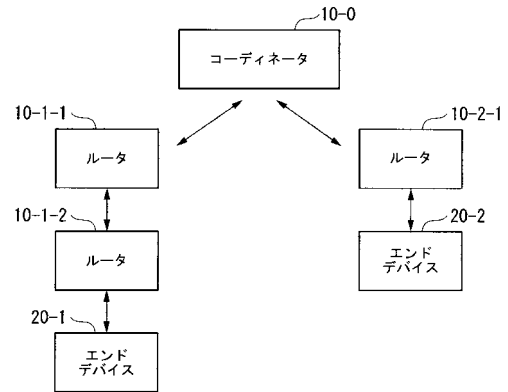 10-0
コーディネータ
10-1-1
ルータ
10-2-1
ルータ
10-1-2
ルータ
20-2
エンド
デバイス
20-1
エンド
デバイス